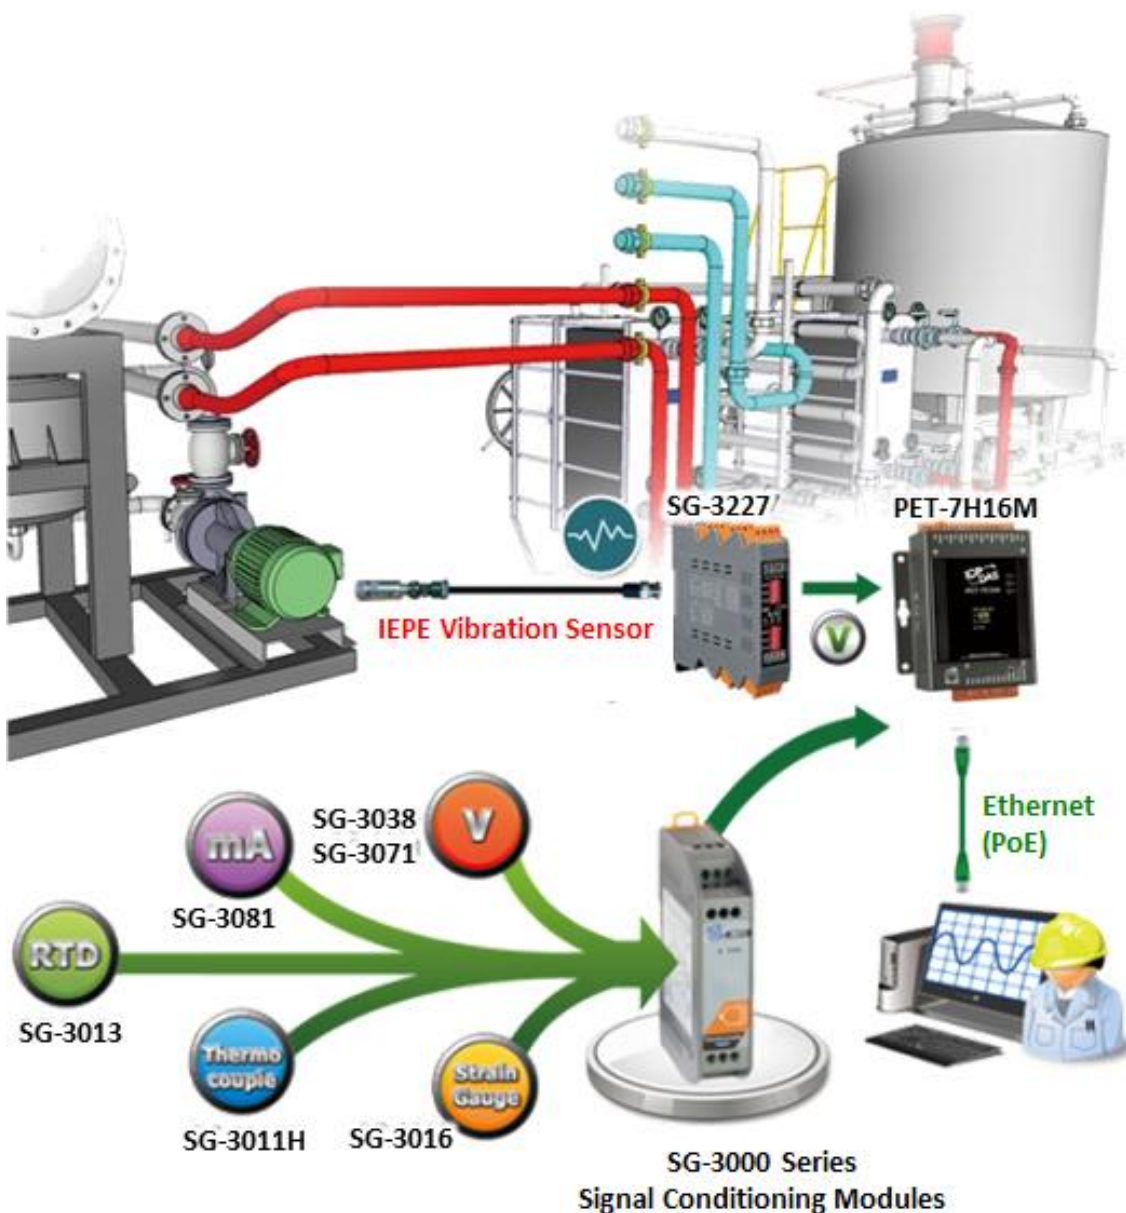 SG-3227
PET-7H16M
IEPE Vibration Sensor
V
mA
SG-3038
SG-3071
V
Ethernet
(PoE)
SG-3081
RTD
SG-3013
Thermo
couple
Strain
Gauge
SG-3011H
SG-3016
SG-3000 Series
Signal Conditioning Modules